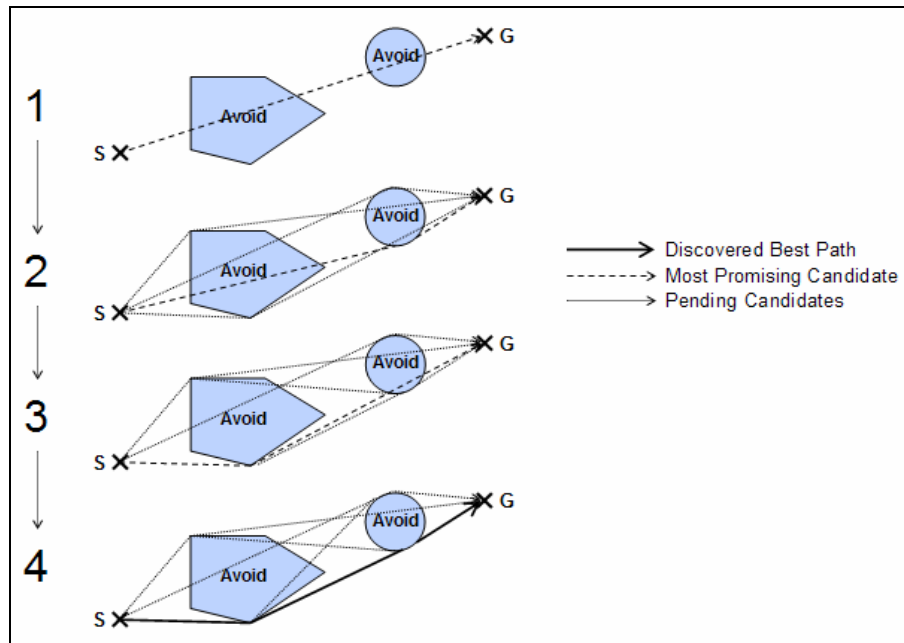 G
Avoid
1
Avoid
S
G
Avoid
Discovered Best Path
2
Avoid
Most Promising Candidate
Pending Candidates
S
G
Avoid
3
Avoid
S
G
Avoid
4
Avoid
S